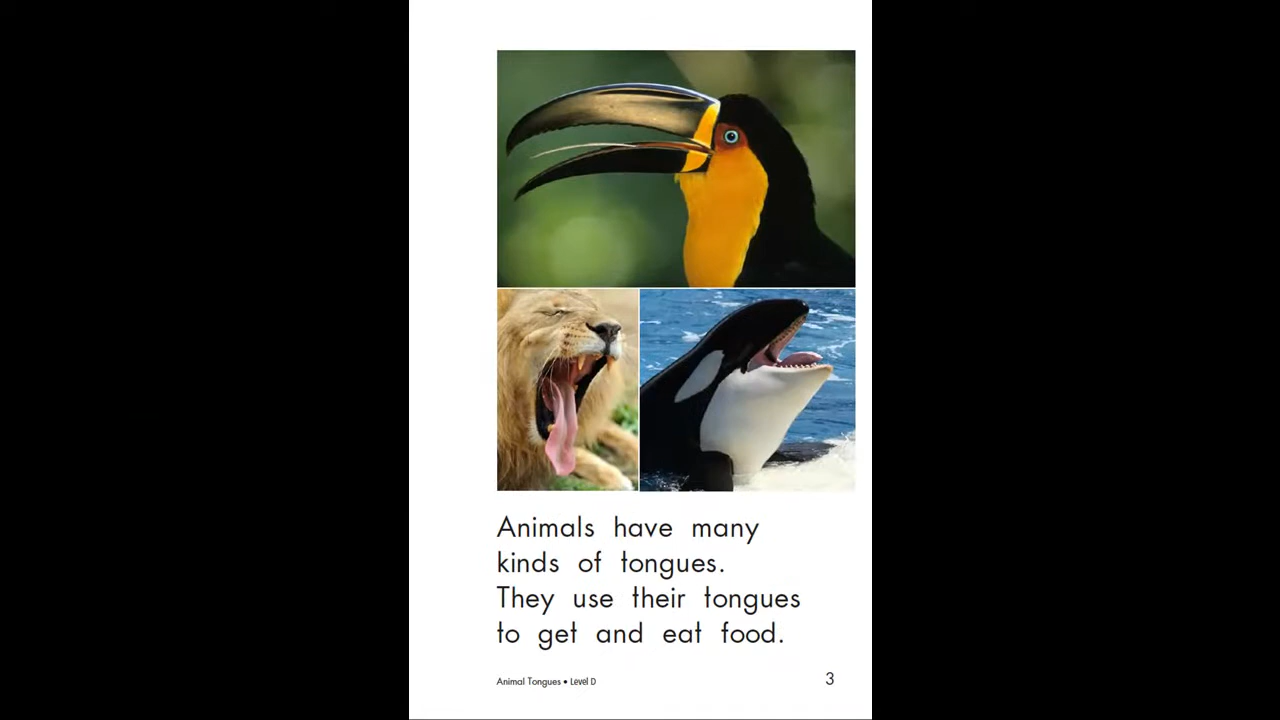 Animals have many
kinds of tongues.
They use their tongues
to get and eat food.
Animal Tongues • Level D
3